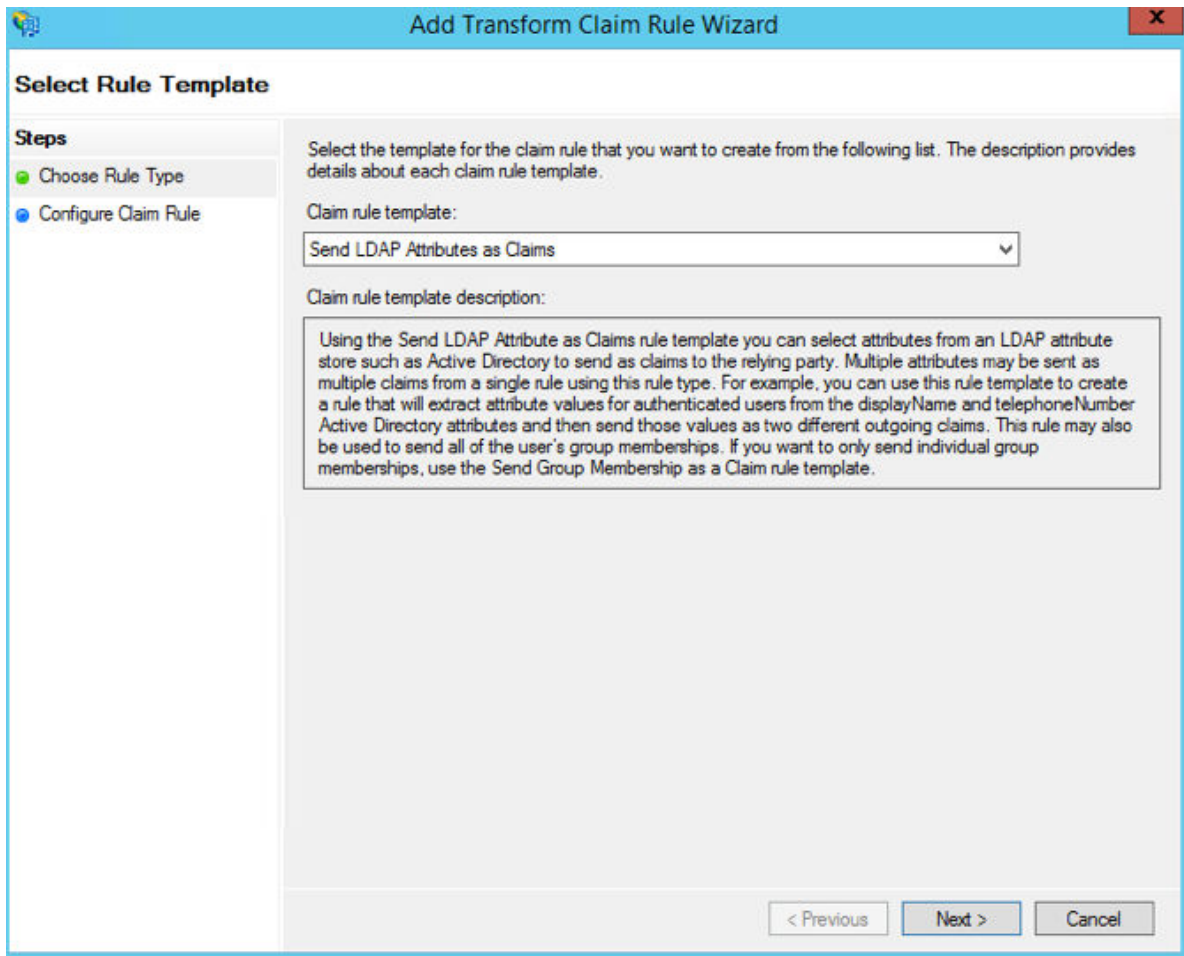 Add Transform Claim Rule Wizard
x
Select Rule Template
Steps
Choose Rule Type
Configure Claim Rule
Select the template for the claim rule that you want to create from the following list. The description provides
details about each claim rule template.
Claim rule template:
Send LDAP Attributes as Claims
Claim rule template description:
Using the Send LDAP Attribute as Claims rule template you can select attributes from an LDAP attribute
store such as Active Directory to send as claims to the relying party. Multiple attributes may be sent as
multiple claims from a single rule using this rule type. For example, you can use this rule template to create
a rule that will extract attribute values for authenticated users from the displayName and telephoneNumber
Active Directory attributes and then send those values as two different outgoing claims. This rule may also
be used to send all of the user's group memberships. If you want to only send individual group
memberships, use the Send Group Membership as a Claim rule template.
< Previous
Next >
Cancel